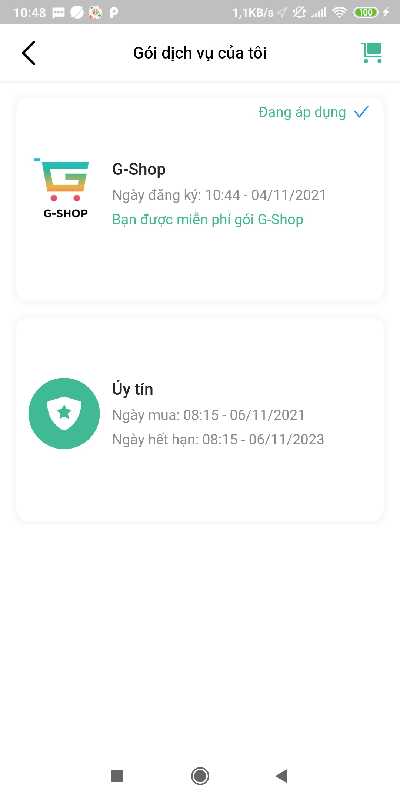 10:48
1,1KB/s
100
Gói dịch vụ của tôi
Đang áp dụng
G-Shop
Ngày đăng ký: 10:44 - 04/11/2021
Bạn được miễn phí gói G-Shop
G-SHOP
Úy tín
Ngày mua: 08:15 - 06/11/2021
Ngày hết hạn: 08:15 - 06/11/2023